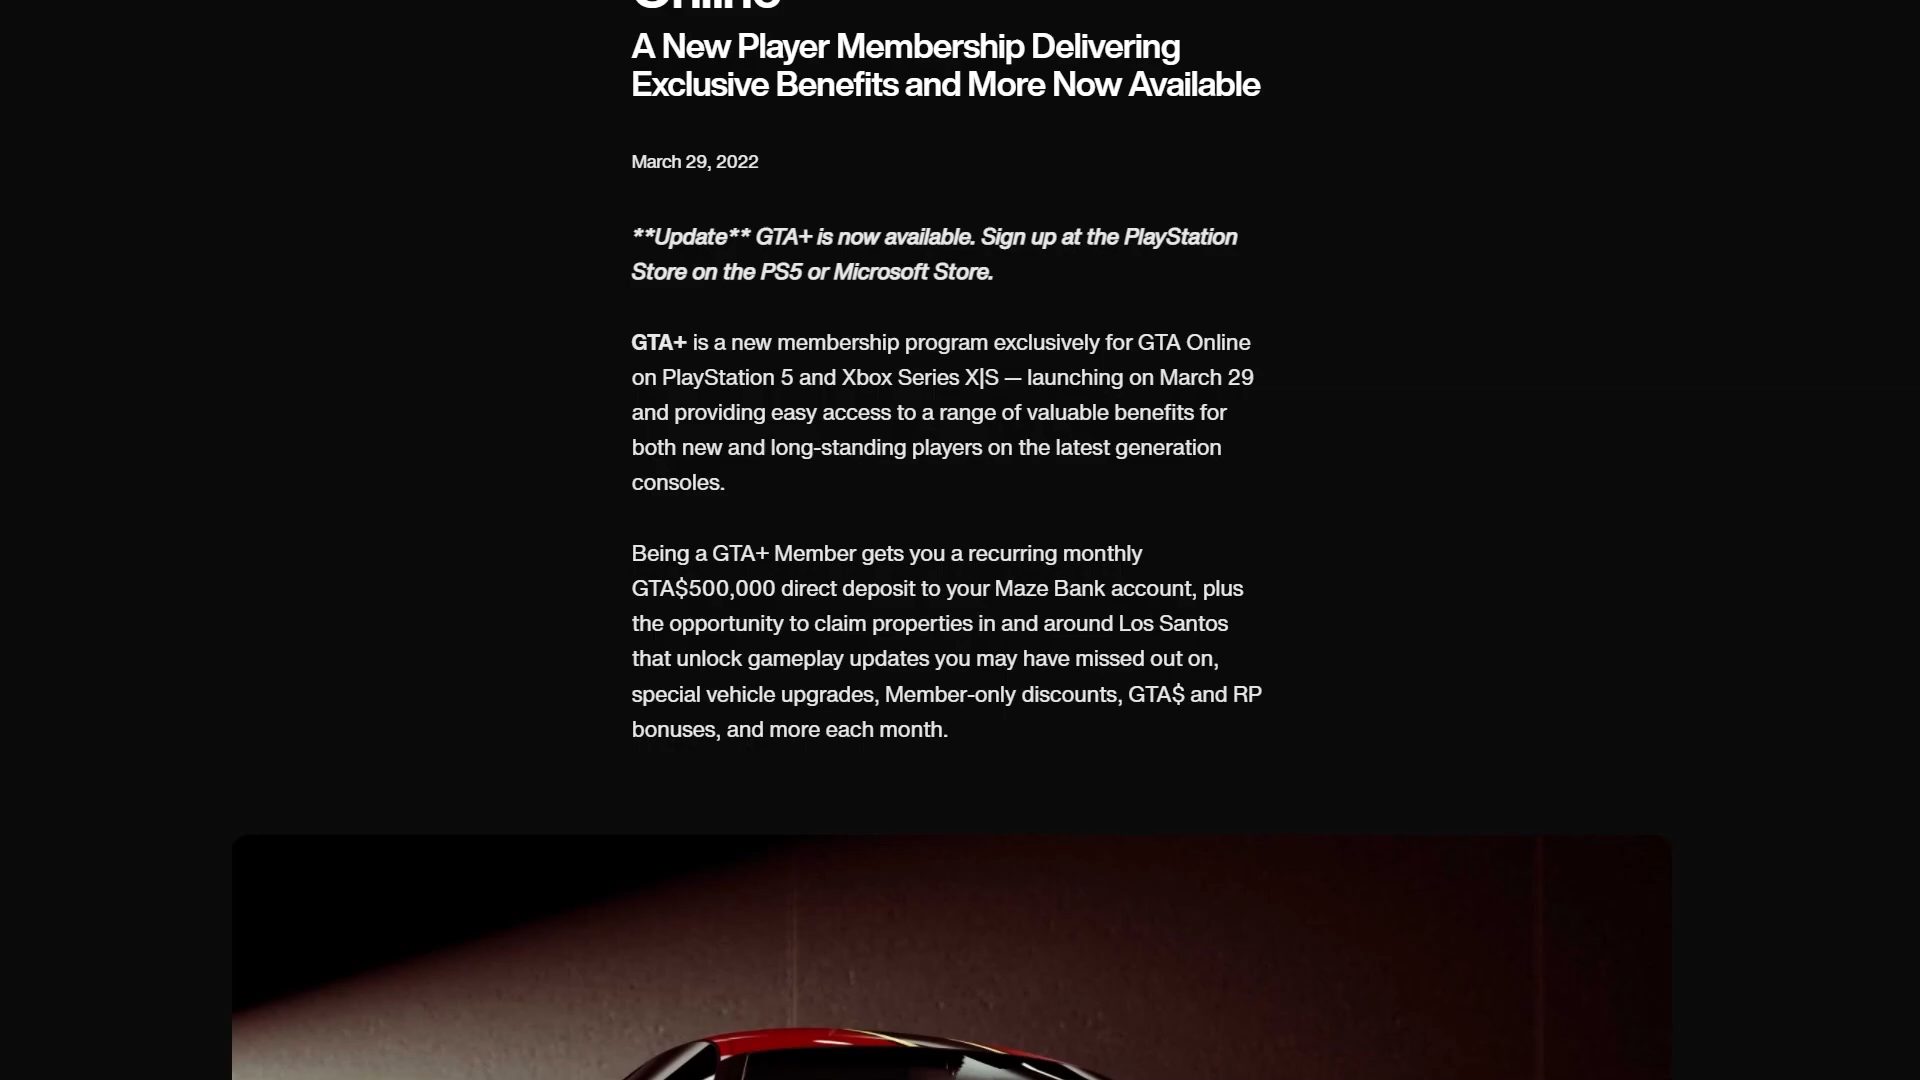 Online
A New Player Membership Delivering
Exclusive Benefits and More Now Available
March 29, 2022
**Update** GTA+ is now available. Sign up at the PlayStation
Store on the PS5 or Microsoft Store.
GTA+ is a new membership program exclusively for GTA Online
on PlayStation 5 and Xbox Series X|S — launching on March 29
and providing easy access to a range of valuable benefits for
both new and long-standing players on the latest generation
consoles.
Being a GTA+ Member gets you a recurring monthly
GTA$500,000 direct deposit to your Maze Bank account, plus
the opportunity to claim properties in and around Los Santos
that unlock gameplay updates you may have missed out on,
special vehicle upgrades, Member-only discounts, GTA$ and RP
bonuses, and more each month.